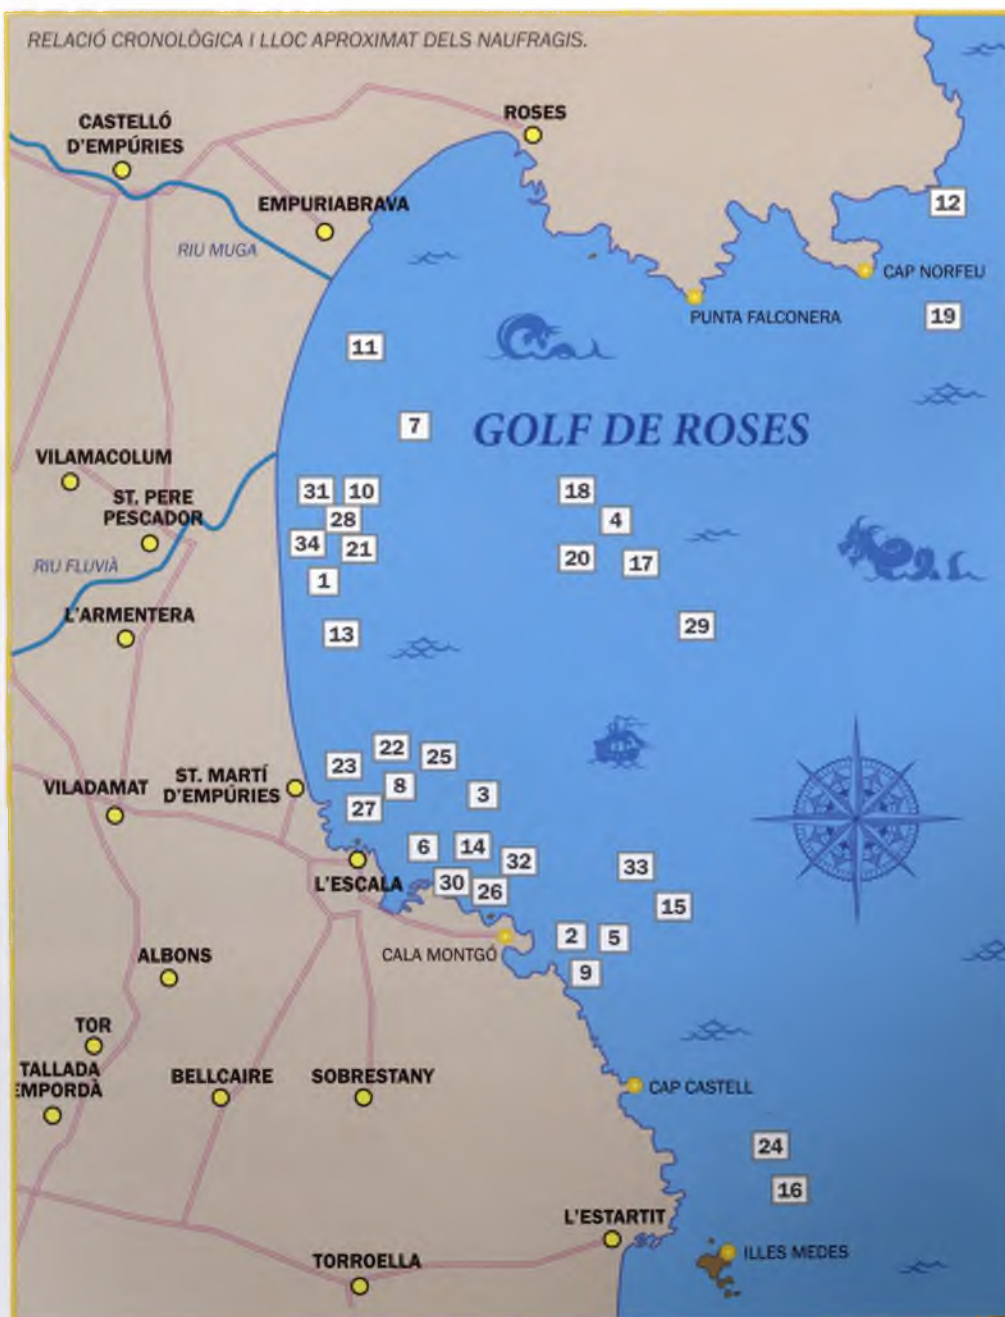 RELACIÓ CRONOLÒGICA I LLOC APROXIMAT DELS NAUFRAGIS.
ROSES
CASTELLÓ
D'EMPÚRIES
12
EMPURIABRAVA
RIU MUGA
CAP NORFEU
PUNTA FALCONERA
19
11
7
GOLF DE ROSES
VILAMACOLUM
ST. PERE
PESCADOR
31
10
18
28
4
34
21
20
17
RIU FLUVIÀ
1
L'ARMENTERA
13
29
22
25
23
ST. MARTÍ
D'EMPÚRIES
VILADAMAT
8
3
27
6
14
32
33
L'ESCALA
30
26
15
2
5
CALA MONTGÓ
ALBONS
9
TOR
TALLADA
EMPORDÀ
BELLCAIRE
SOBRESTANY
CAP CASTELL
24
16
L'ESTARTIT
ILLES MEDES
TORROELLA